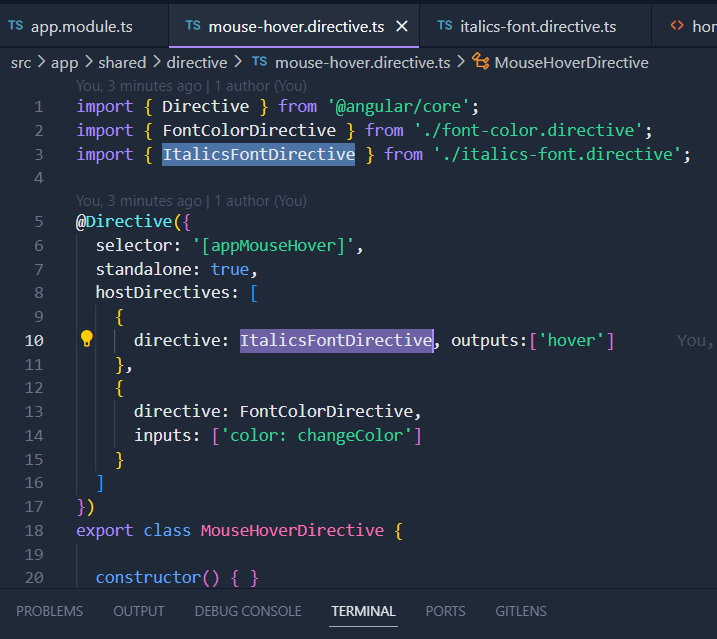 TS app.module.ts
TS mouse-hover.directive.ts
TS italics-font.directive.ts
<> hor
src > app > shared > directive > TS mouse-hover.directive.ts > MouseHoverDirective
You, 3 minutes ago | 1 author (You)
1 import { Directive } from '@angular/core';
2 import { FontColorDirective } from './font-color.directive';
3 import { ItalicsFontDirective } from './italics-font.directive';
4
You, 3 minutes ago | 1 author (You)
5 @Directive({
6 selector: '[appMouseHover]',
7 standalone: true,
8 hostDirectives: [
9 {
10 directive: ItalicsFontDirective, outputs:['hover'] You,
11 },
12 {
13 directive: FontColorDirective,
14 inputs: ['color: changeColor']
15 }
16 ]
17 })
18 export class MouseHoverDirective {
19
20 constructor() { }
PROBLEMS OUTPUT DEBUG CONSOLE TERMINAL PORTS GITLENS